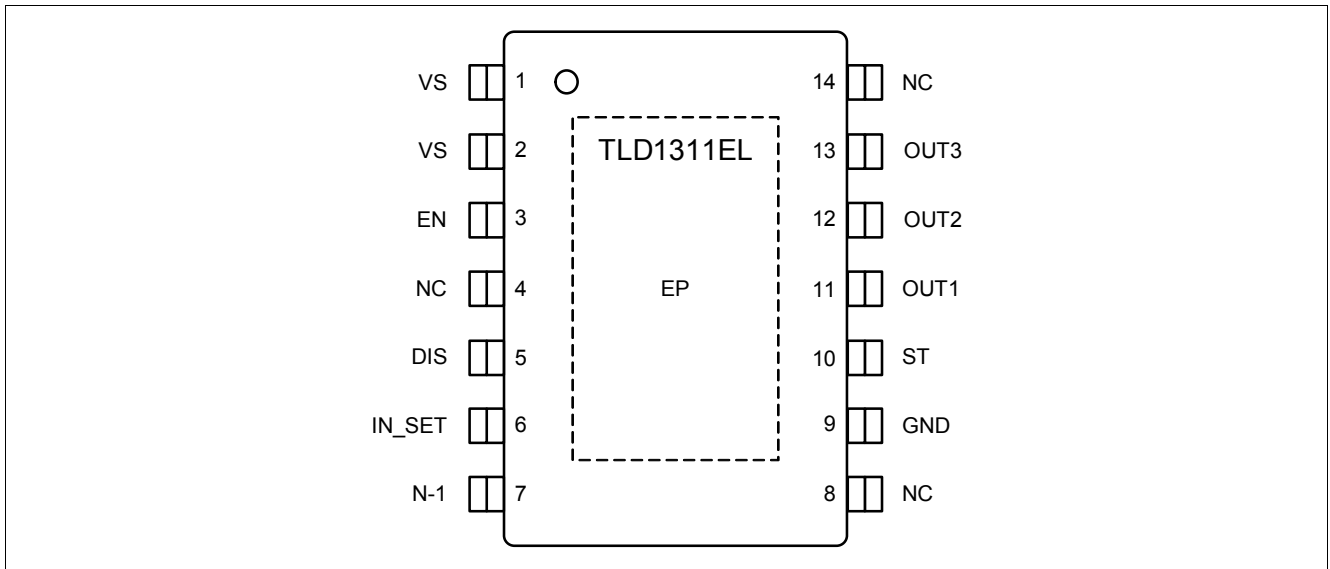 VS 1 14 NC
VS 2 TLD1311EL 13 OUT3
EN 3 12 OUT2
NC 4 EP 11 OUT1
DIS 5 10 ST
IN_SET 6 9 GND
N-1 7 8 NC